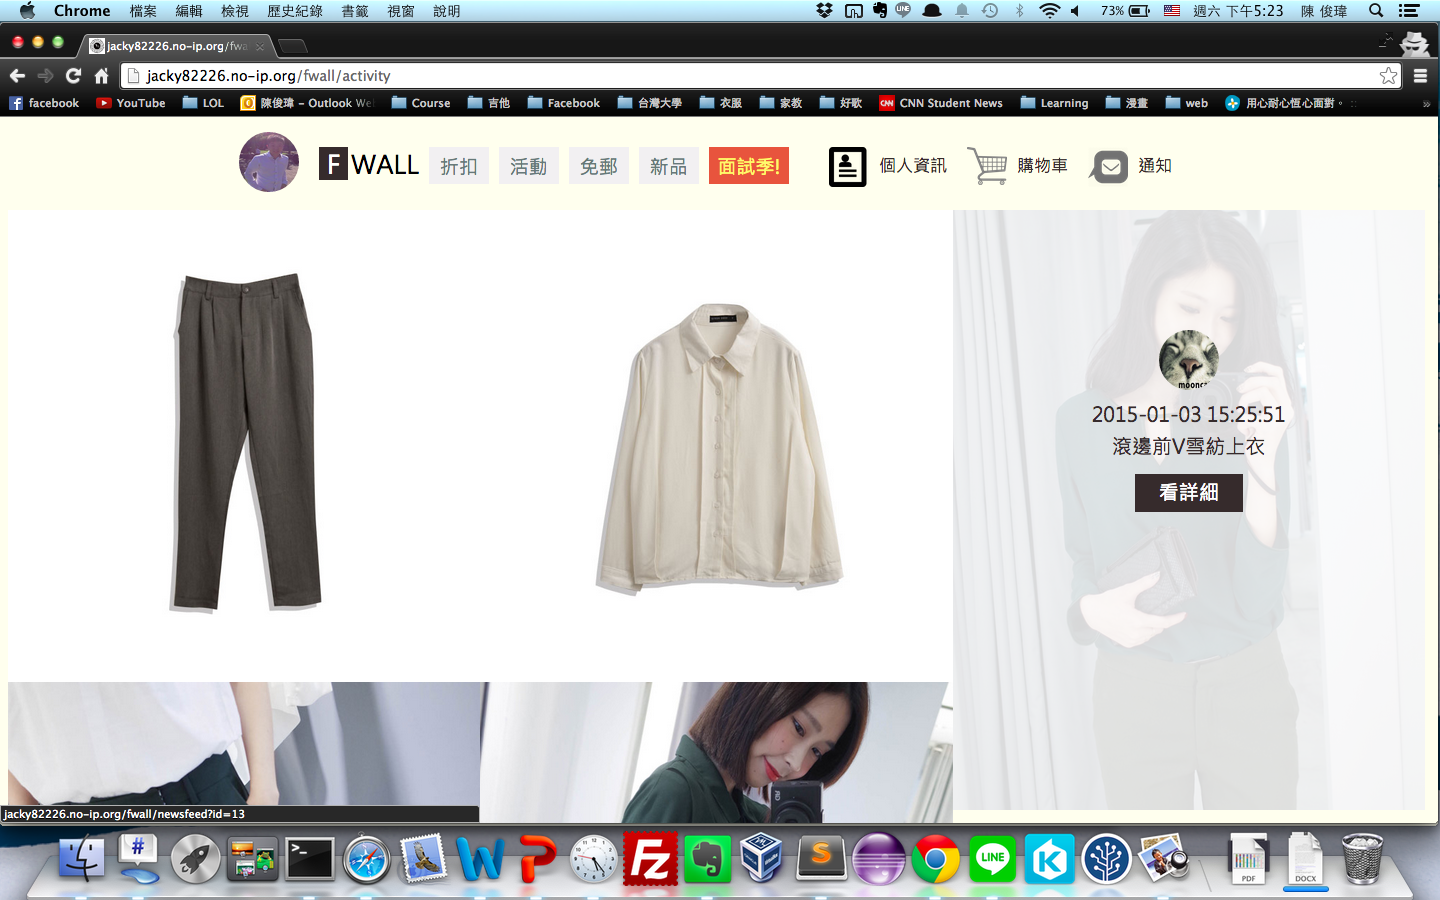 Chrome 檔案 編輯 檢視 歷史紀錄 書籤 視窗 說明 LINE 73% 週六 下午5:23 陳 俊瑋
jacky82226.no-ip.org/fwa
jacky82226.no-ip.org/fwall/activity
facebook YouTube LOL 陳俊瑋 – Outlook We Course 吉他 Facebook 台灣大學 衣服 家教 好歌 CNN CNN Student News Learning 漫畫 web 用心耐心恆心面對。 »
F WALL 折扣 活動 免郵 新品 面試季! 個人資訊 購物車 通知
moonca
2015-01-03 15:25:51
滾邊前V雪紡上衣
看詳細
jacky82226.no-ip.org/fwall/newsfeed?id=13
# >_ W P Fz S LINE K PDF DOCX